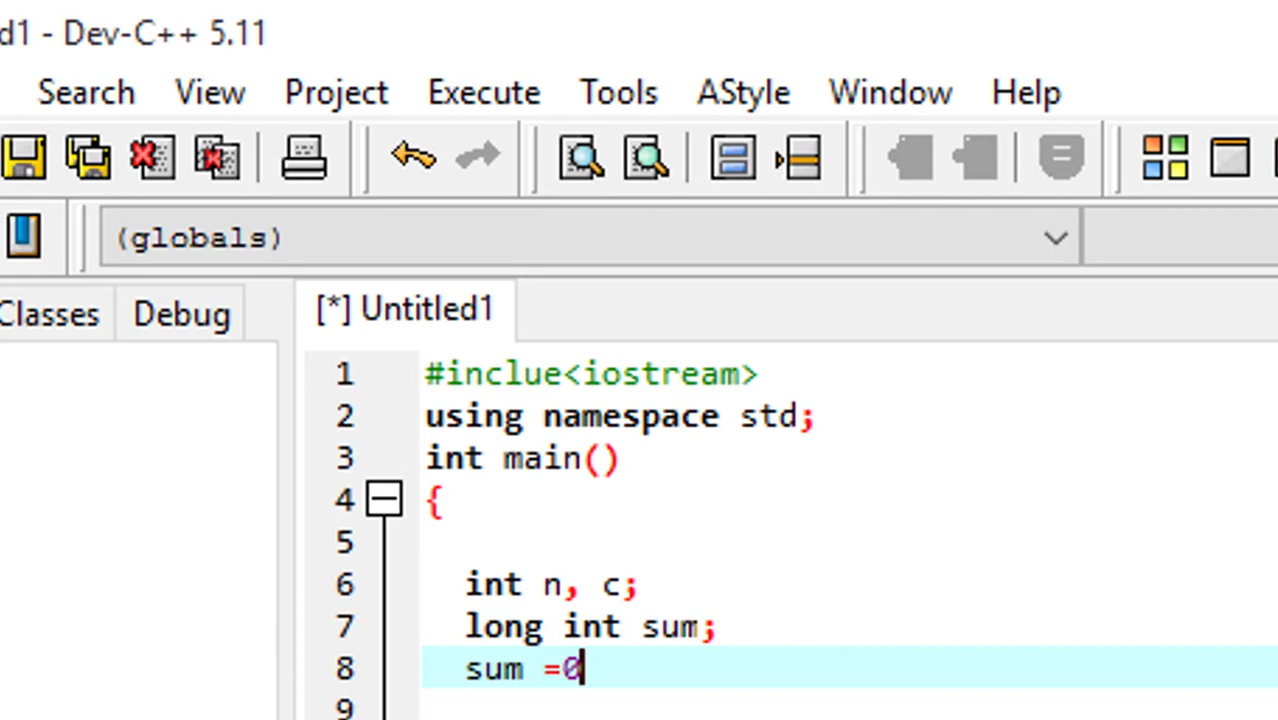 d1 - Dev-C++ 5.11
Search View Project Execute Tools AStyle Window Help
(globals)
Classes Debug [*] Untitled1
1 #inclue<iostream>
2 using namespace std;
3 int main()
4 {
5
6 int n, c;
7 long int sum;
8 sum =0
9